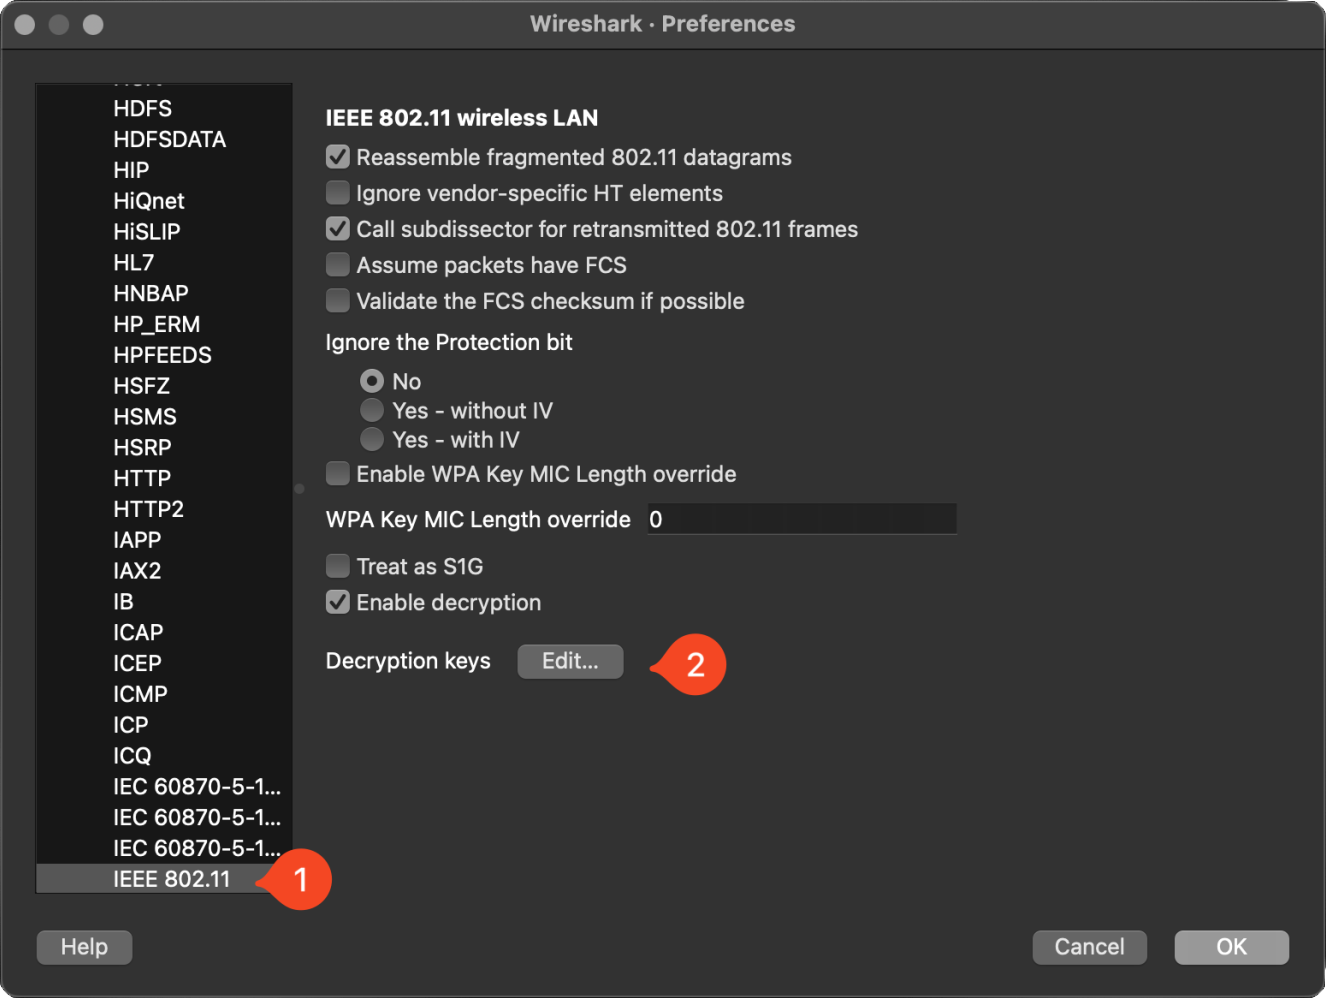 Wireshark · Preferences
HDFS
HDFSDATA
HIP
HiQnet
HiSLIP
HL7
HNBAP
HP_ERM
HPFEEDS
HSFZ
HSMS
HSRP
HTTP
HTTP2
IAPP
IAX2
IB
ICAP
ICEP
ICMP
ICP
ICQ
IEC 60870-5-1...
IEC 60870-5-1...
IEC 60870-5-1...
IEEE 802.11
1
IEEE 802.11 wireless LAN
Reassemble fragmented 802.11 datagrams
Ignore vendor-specific HT elements
Call subdissector for retransmitted 802.11 frames
Assume packets have FCS
Validate the FCS checksum if possible
Ignore the Protection bit
No
Yes - without IV
Yes - with IV
Enable WPA Key MIC Length override
WPA Key MIC Length override 0
Treat as S1G
Enable decryption
Decryption keys Edit... 2
Help Cancel OK